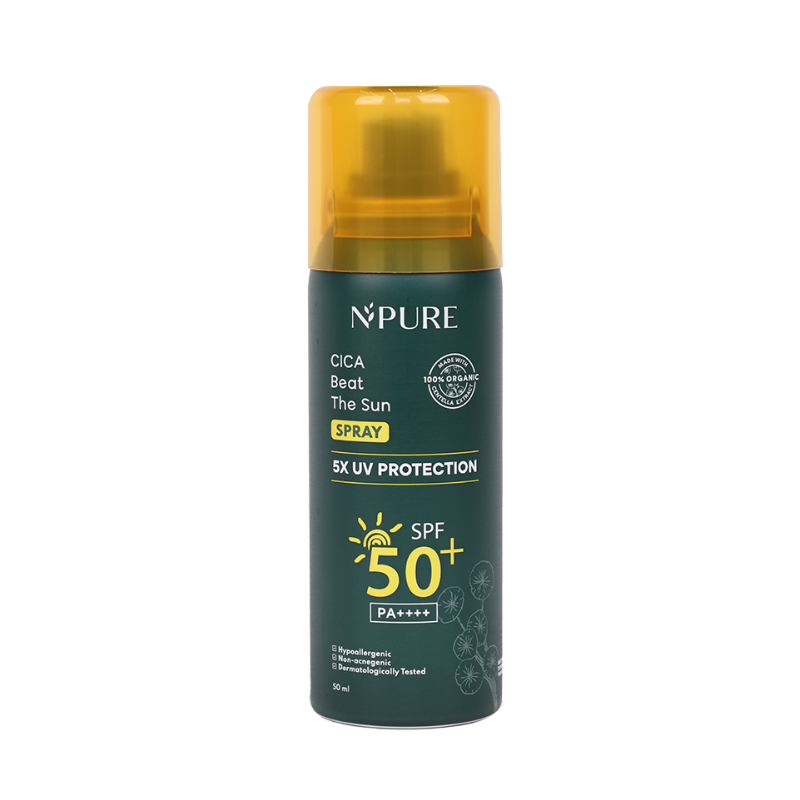 NPURE
CICA
Beat
The Sun
SPRAY
MADE WITH
100% ORGANIC
CENTELLA EXTRACT
5X UV PROTECTION
SPF
50+
PA++++
Hypoallergenic
Non-acnegenic
Dermatologically Tested
50 ml